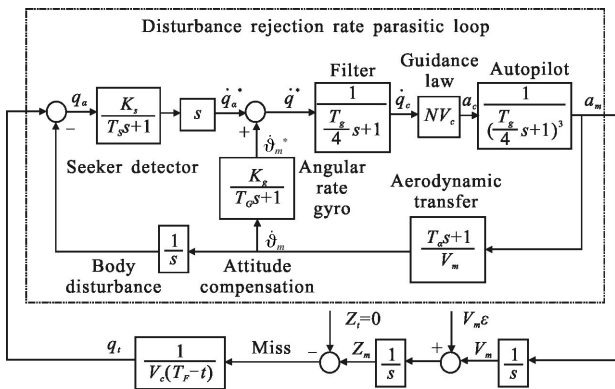 Disturbance rejection rate parasitic loop
Filter
Guidance law
Autopilot
q_a
K_s / (T_S s+1)
s
q̇_a*
q̇*
1 / (T_g/4 s+1)
q̇_c
NV_c
a_c
1 / (T_g/4 s+1)^3
a_m
−
+
Seeker detector
ϑ̇_m*
K_g / (T_G s+1)
Angular rate gyro
Aerodynamic transfer
1/s
ϑ̇_m
T_α s+1 / V_m
Body disturbance
Attitude compensation
Z_t=0
V_m ε
q_t
1 / V_c(T_F−t)
Miss
−
Z_m
1/s
+
V_m
1/s